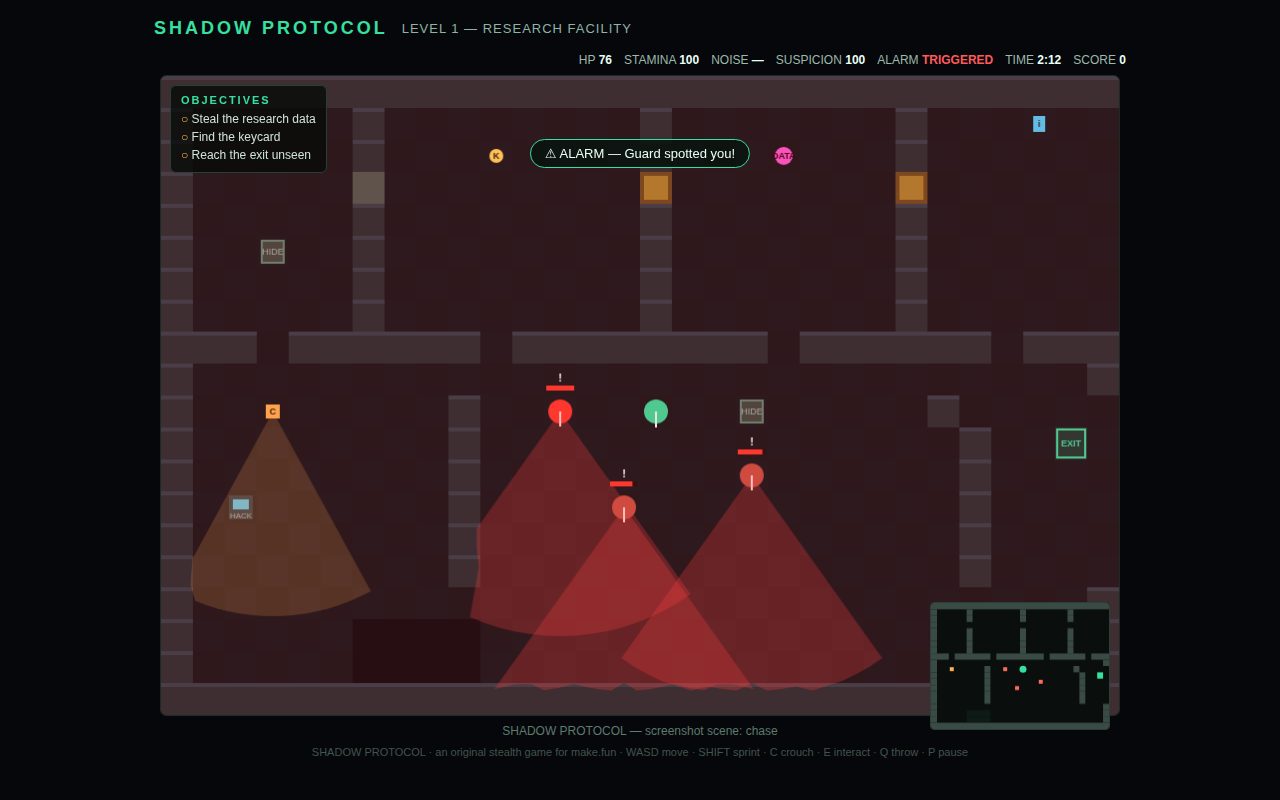 SHADOW PROTOCOL LEVEL 1 — RESEARCH FACILITY
HP 76 STAMINA 100 NOISE — SUSPICION 100 ALARM TRIGGERED TIME 2:12 SCORE 0
OBJECTIVES
○ Steal the research data
○ Find the keycard
○ Reach the exit unseen
i
K
⚠ ALARM — Guard spotted you!
DATA
HIDE
!
C
HIDE
!
EXIT
!
HACK
SHADOW PROTOCOL — screenshot scene: chase
SHADOW PROTOCOL · an original stealth game for make.fun · WASD move · SHIFT sprint · C crouch · E interact · Q throw · P pause